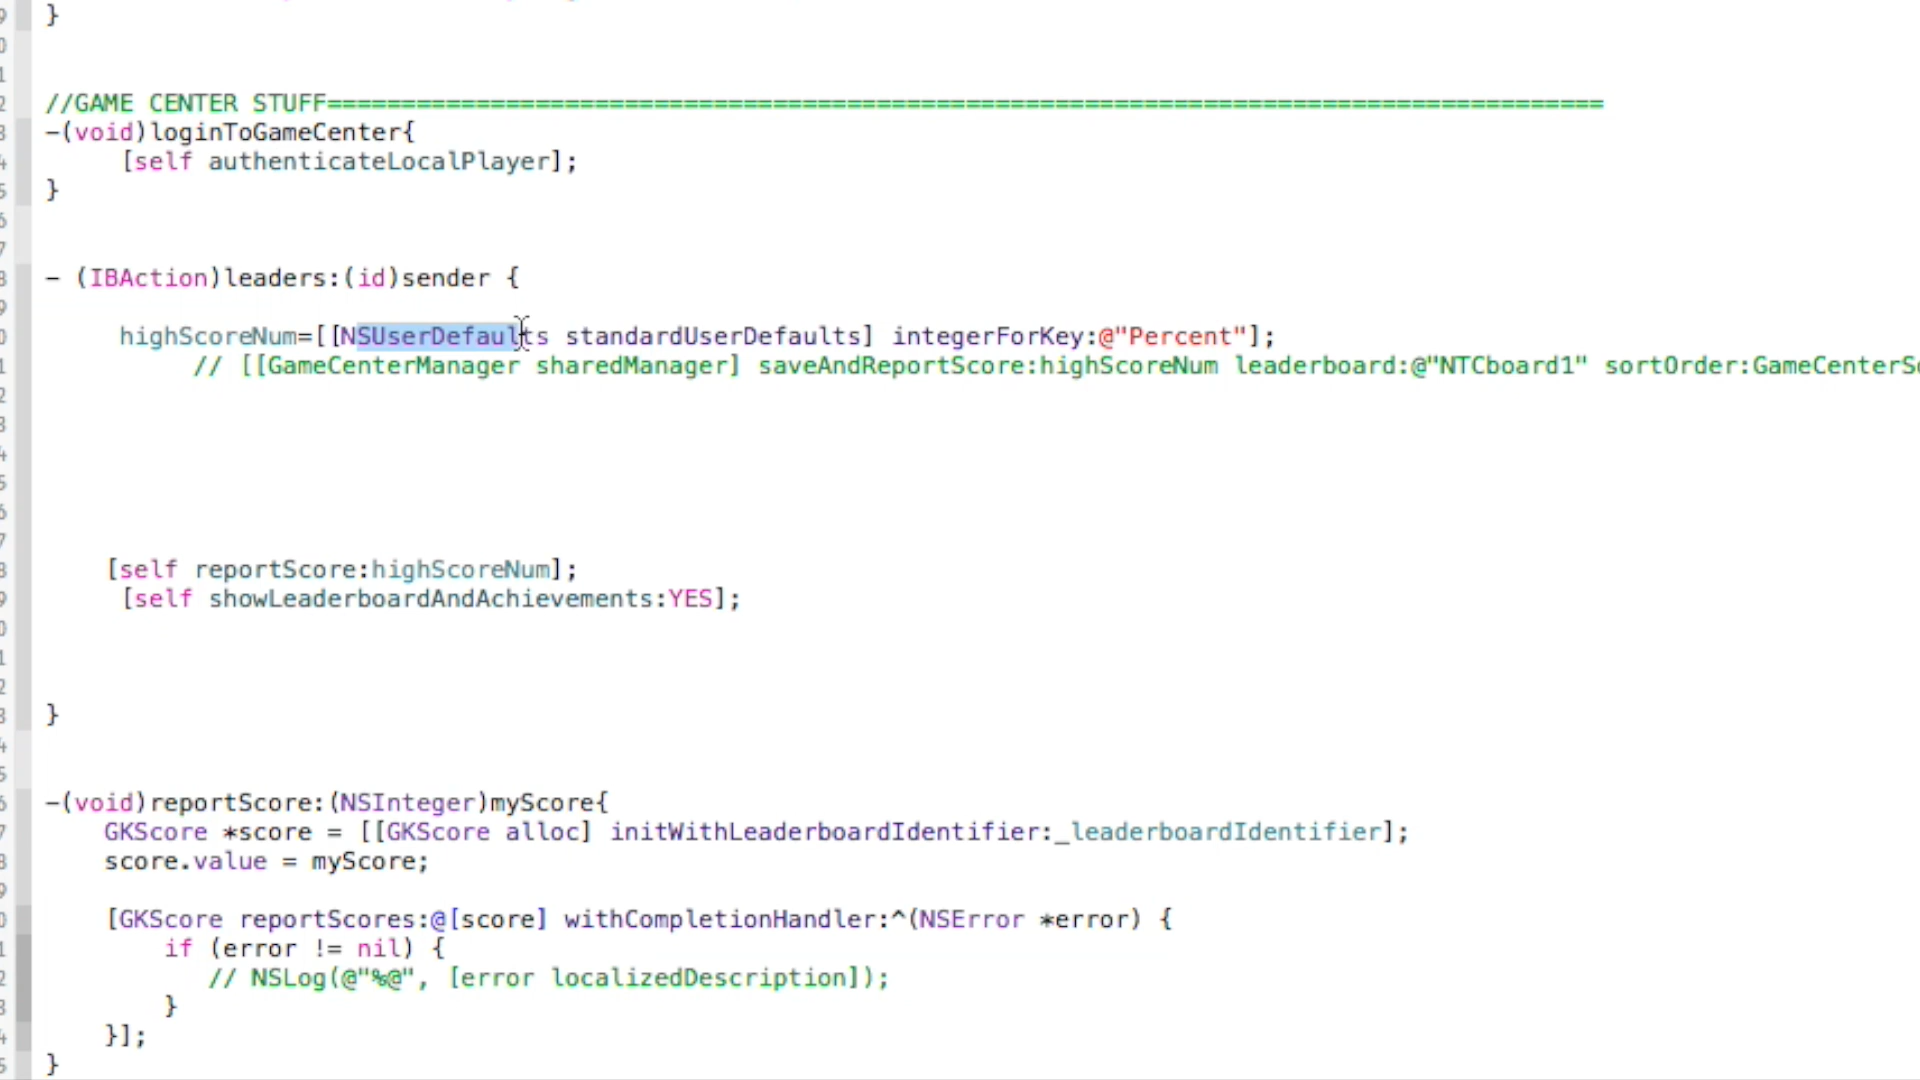 }
//GAME CENTER STUFF======================================================================================
-(void)loginToGameCenter{
[self authenticateLocalPlayer];
}
- (IBAction)leaders:(id)sender {
highScoreNum=[[NSUserDefaults standardUserDefaults] integerForKey:@"Percent"];
// [[GameCenterManager sharedManager] saveAndReportScore:highScoreNum leaderboard:@"NTCboard1" sortOrder:GameCenterSo
[self reportScore:highScoreNum];
[self showLeaderboardAndAchievements:YES];
}
-(void)reportScore:(NSInteger)myScore{
GKScore *score = [[GKScore alloc] initWithLeaderboardIdentifier:_leaderboardIdentifier];
score.value = myScore;
[GKScore reportScores:@[score] withCompletionHandler:^(NSError *error) {
if (error != nil) {
// NSLog(@"%@", [error localizedDescription]);
}
}];
}